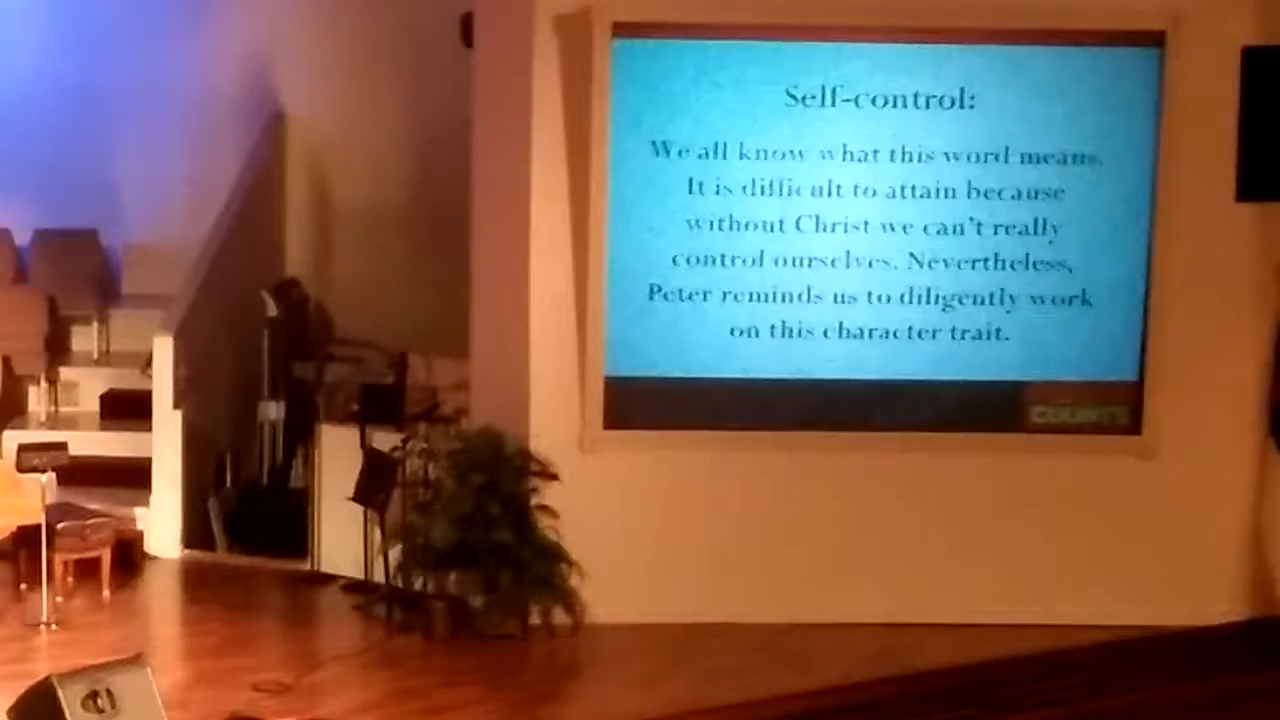 Self-control:
We all know what this word means.
It is difficult to attain because
without Christ we can't really
control ourselves. Nevertheless,
Peter reminds us to diligently work
on this character trait.
COUNTS